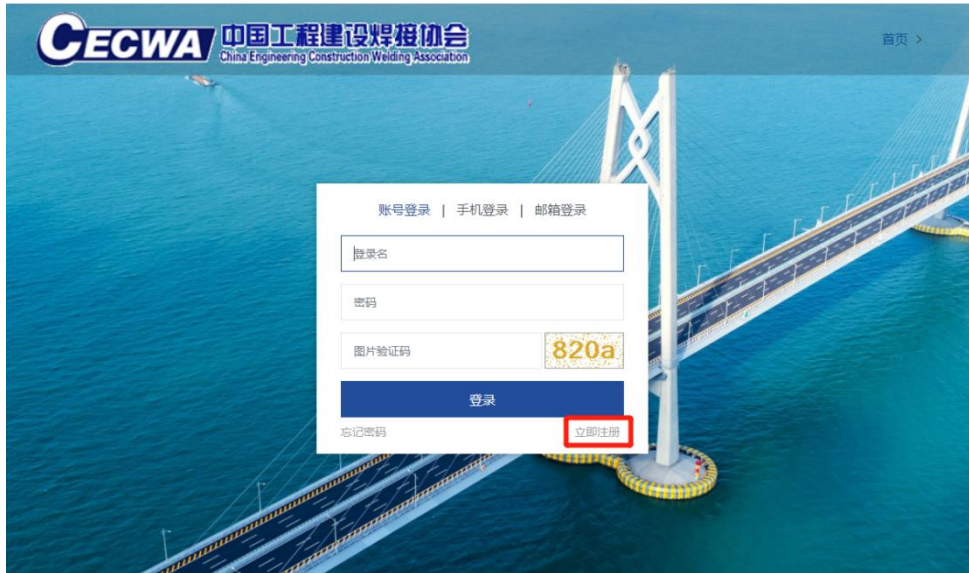 CECWA 中国工程建设焊接协会
China Engineering Construction Welding Association
首页 >
账号登录 | 手机登录 | 邮箱登录
登录名
密码
图片验证码 820a
登录
忘记密码 立即注册